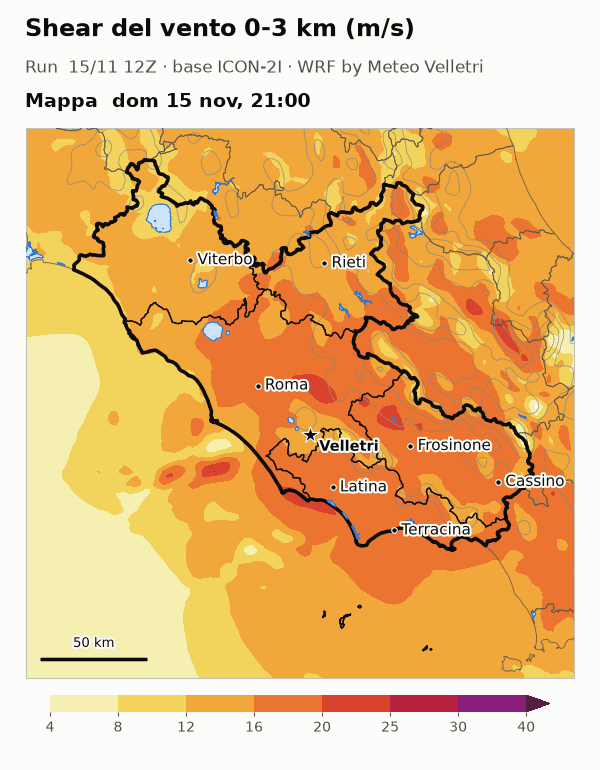 Shear del vento 0-3 km (m/s)
Run  15/11 12Z · base ICON-2I · WRF by Meteo Velletri
Mappa  dom 15 nov, 21:00
Viterbo
Rieti
Roma
Velletri
Frosinone
Cassino
Latina
Terracina
50 km
4 8 12 16 20 25 30 40